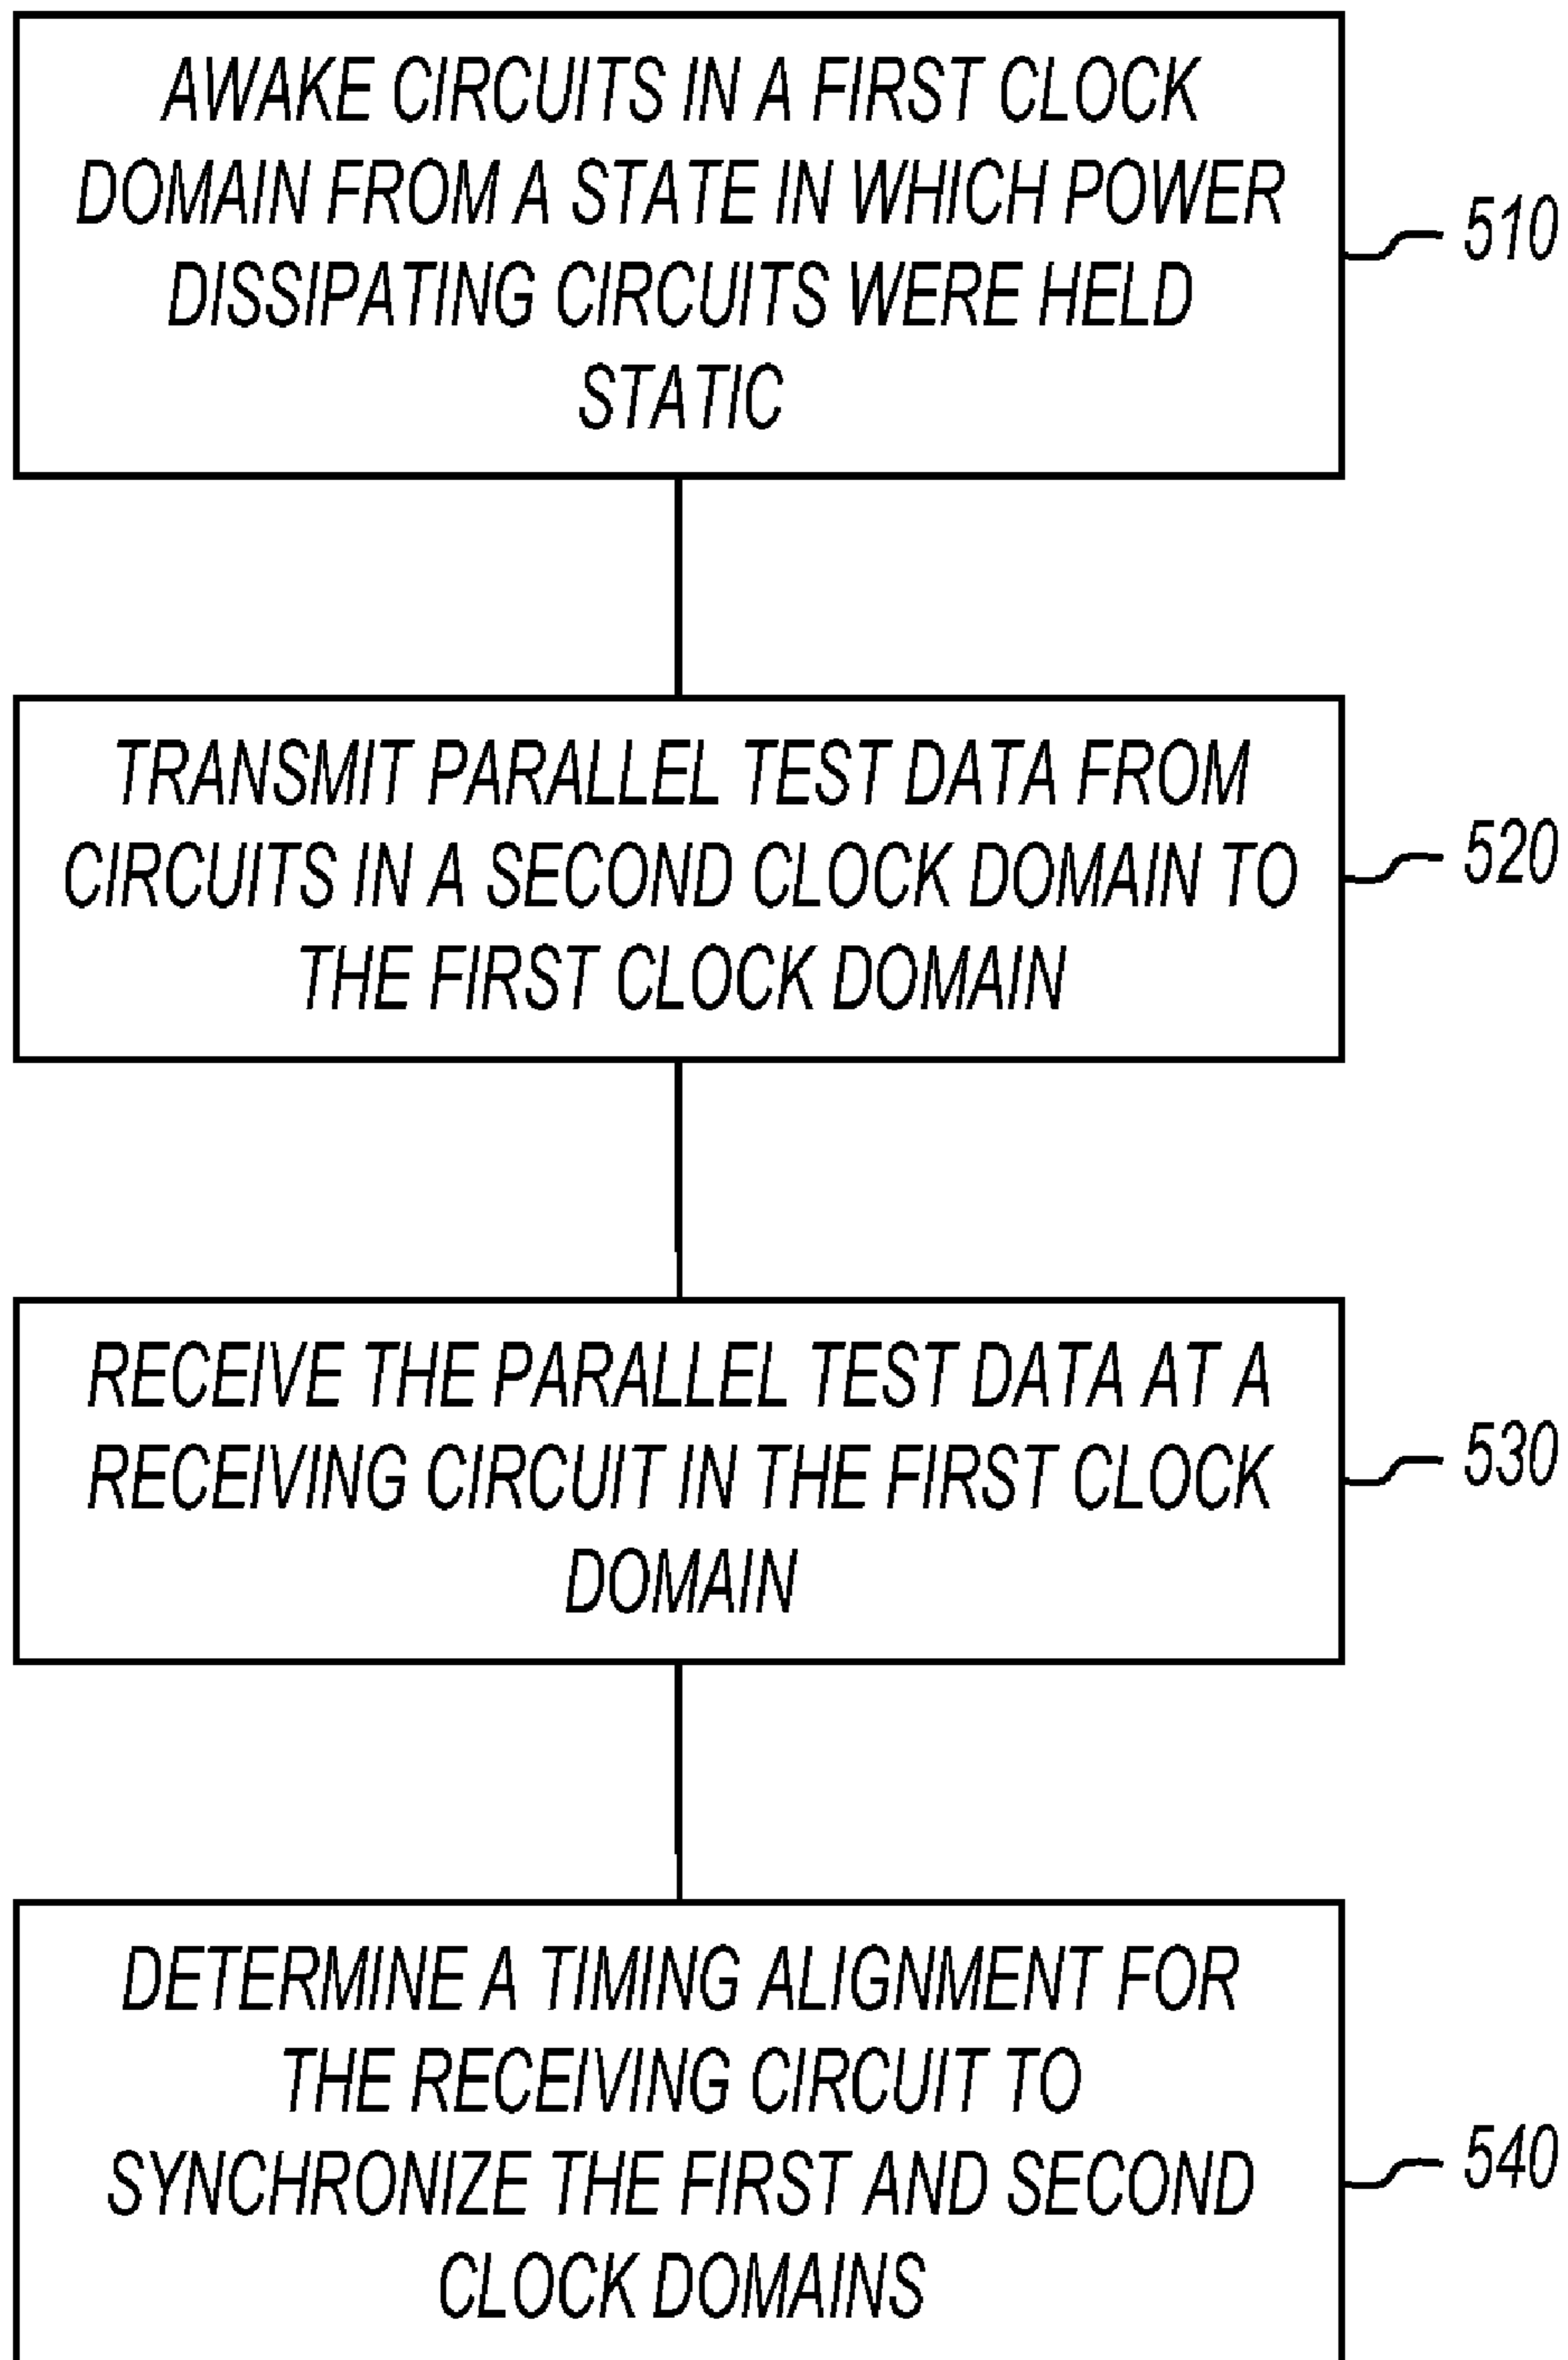 AWAKE CIRCUITS IN A FIRST CLOCK
DOMAIN FROM A STATE IN WHICH POWER
DISSIPATING CIRCUITS WERE HELD
STATIC
510
TRANSMIT PARALLEL TEST DATA FROM
CIRCUITS IN A SECOND CLOCK DOMAIN TO
THE FIRST CLOCK DOMAIN
520
RECEIVE THE PARALLEL TEST DATA AT A
RECEIVING CIRCUIT IN THE FIRST CLOCK
DOMAIN
530
DETERMINE A TIMING ALIGNMENT FOR
THE RECEIVING CIRCUIT TO
SYNCHRONIZE THE FIRST AND SECOND
CLOCK DOMAINS
540